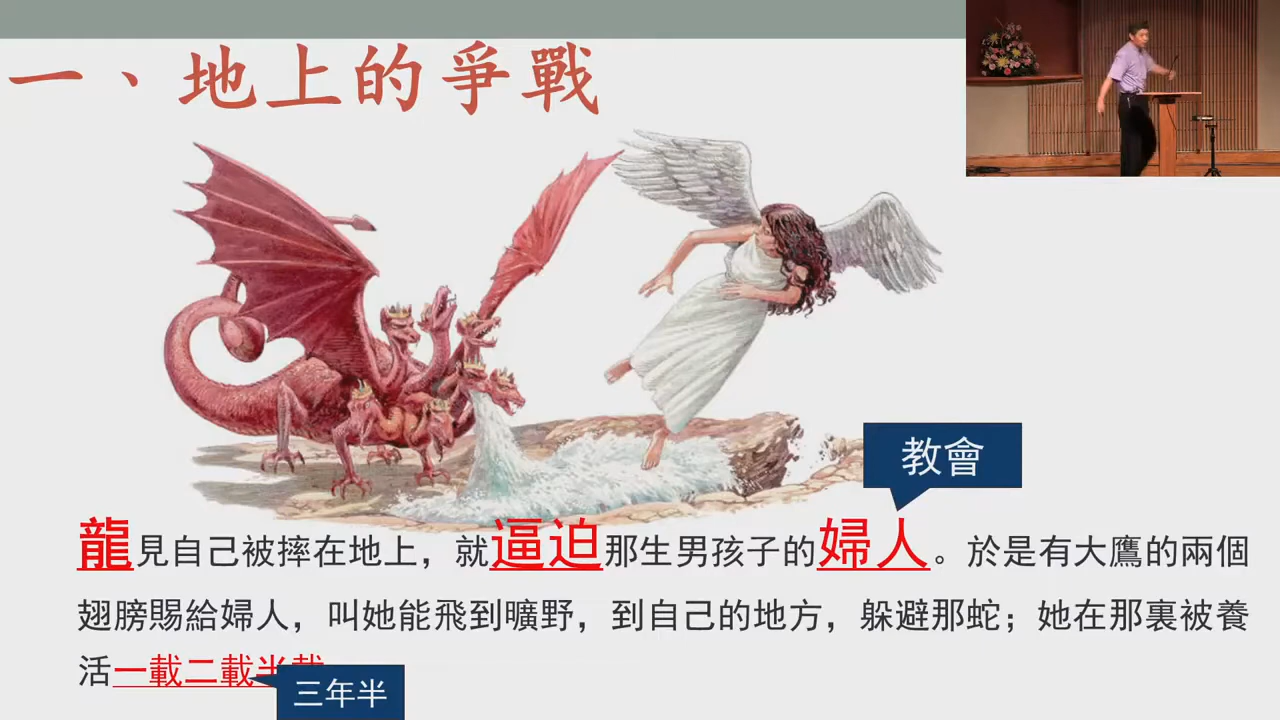 一、地上的爭戰
教會
龍見自己被摔在地上，就逼迫那生男孩子的婦人。於是有大鷹的兩個
翅膀賜給婦人，叫她能飛到曠野，到自己的地方，躲避那蛇；她在那裏被養
活一載二載半載
三年半